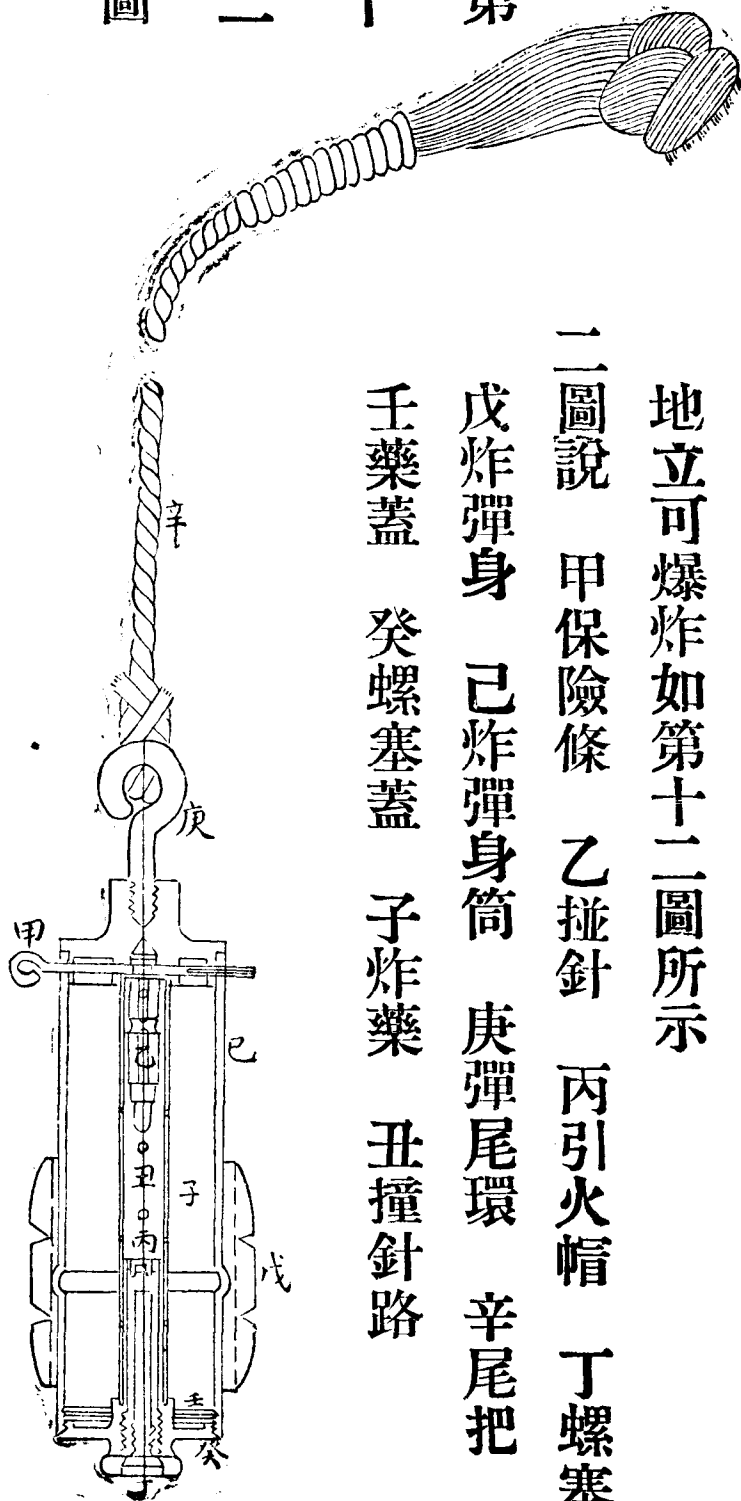 地立可爆炸如第十二圖所示
二圖說　甲保險條　乙掽針　丙引火帽　丁螺塞
戊炸彈身　己炸彈身筒　庚彈尾環　辛尾把
壬藥蓋　癸螺塞蓋　子炸藥　丑撞針路
第十二圖
辛
庚
甲
己
乙
丑
子
丙
戊
壬
癸
丁